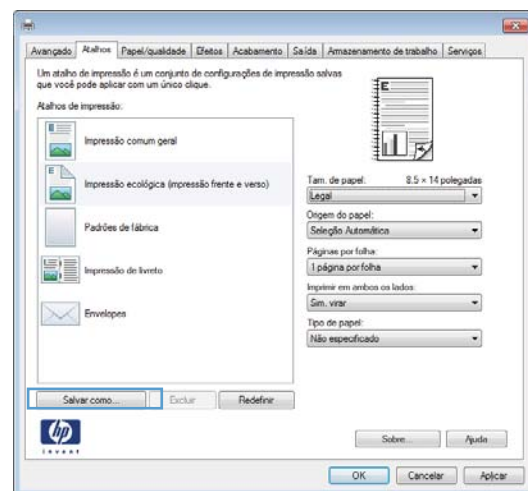 Avançado Atalhos Papel/qualidade Efeitos Acabamento Saída Armazenamento de trabalho Serviços
Um atalho de impressão é um conjunto de configurações de impressão salvas
que você pode aplicar com um único clique.
Atalhos de impressão:
Impressão comum geral
Impressão ecológica (impressão frente e verso)
Padrões de fábrica
Impressão de livreto
Envelopes
Salvar como...
Excluir
Redefinir
E
Tam. de papel: 8.5 × 14 polegadas
Legal
Origem do papel:
Seleção Automática
Páginas por folha:
1 página por folha
Imprimir em ambos os lados:
Sim, virar
Tipo de papel:
Não especificado
hp
invent
Sobre...
Ajuda
OK
Cancelar
Aplicar